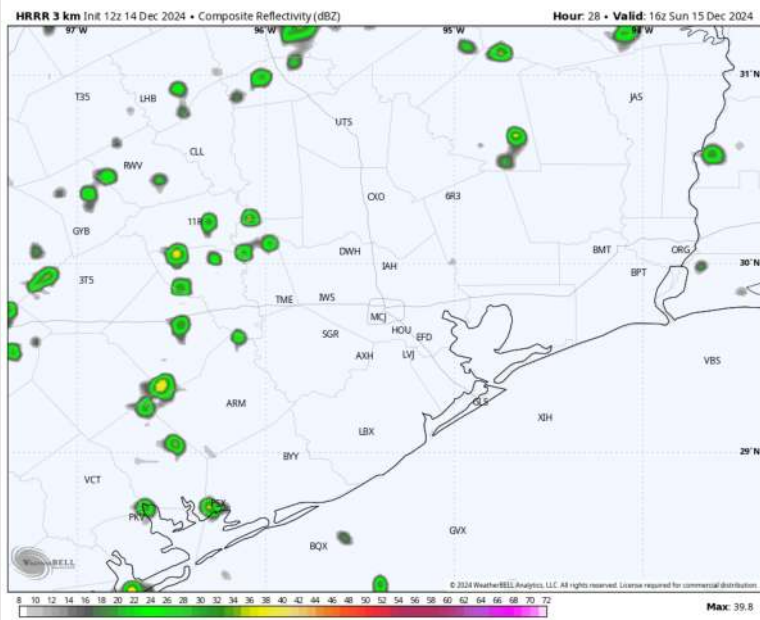 HRRR 3 km Init 12z 14 Dec 2024 • Composite Reflectivity (dBZ) Hour: 28 • Valid: 16z Sun 15 Dec 2024
97°W 96°W 95°W 94°W
31°N
T35 LHB JAS
UTS
CLL
RWV
CXO 6R3
11R
GYB
DWH BMT ORG
30°N
IAH BPT
3T5
TME IWS
MCJ
SGR HOU EFD
AXH LVJ VBS
ARM GLS
XIH
LBX
29°N
BYY
VCT
PSX
PKV
GVX
BQX
WeatherBELL
© 2024 WeatherBELL Analytics, LLC. All rights reserved. License required for commercial distribution.
8 10 12 14 16 18 20 22 24 26 28 30 32 34 36 38 40 42 44 46 48 50 52 54 56 58 60 62 64 66 68 70 72 Max: 39.8